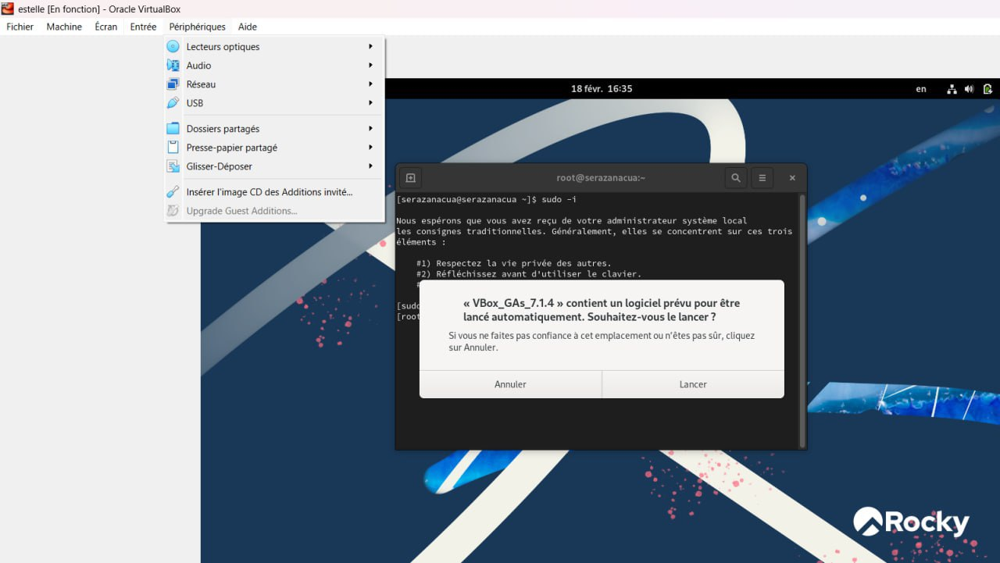 estelle [En fonction] - Oracle VirtualBox
Fichier Machine Écran Entrée Périphériques Aide
Lecteurs optiques
Audio
Réseau
USB
Dossiers partagés
Presse-papier partagé
Glisser-Déposer
Insérer l'image CD des Additions invité...
Upgrade Guest Additions...
18 févr. 16:35
en
root@serazanacua:~
[serazanacua@serazanacua ~]$ sudo -i
Nous espérons que vous avez reçu de votre administrateur système local
les consignes traditionnelles. Généralement, elles se concentrent sur ces trois
éléments :
#1) Respectez la vie privée des autres.
#2) Réfléchissez avant d'utiliser le clavier.
#
[sudo
[root
« VBox_GAs_7.1.4 » contient un logiciel prévu pour être
lancé automatiquement. Souhaitez-vous le lancer ?
Si vous ne faites pas confiance à cet emplacement ou n'êtes pas sûr, cliquez
sur Annuler.
Annuler Lancer
Rocky